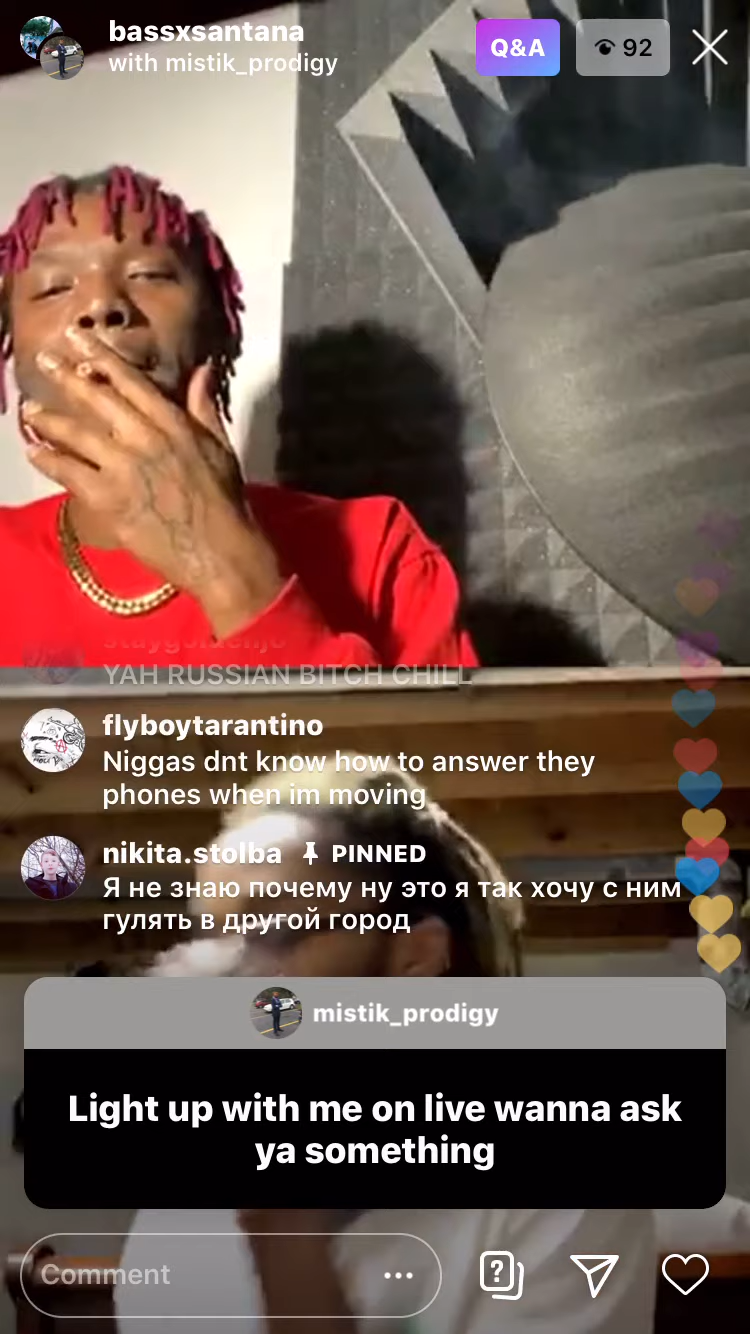 bassxsantana
with mistik_prodigy
Q&A
92
staygoldenjo
YAH RUSSIAN BITCH CHILL
flyboytarantino
Niggas dnt know how to answer they
phones when im moving
nikita.stolba PINNED
Я не знаю почему ну это я так хочу с ним
гулять в другой город
mistik_prodigy
Light up with me on live wanna ask
ya something
Comment